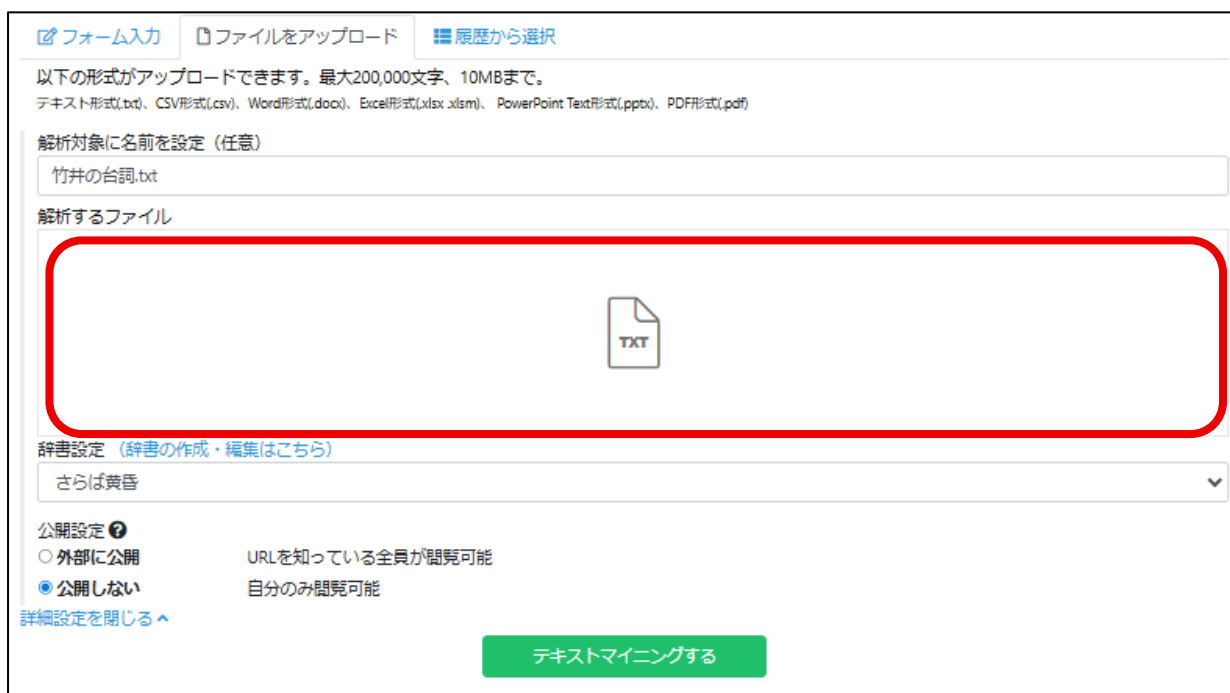 フォーム入力 ファイルをアップロード 履歴から選択
以下の形式がアップロードできます。最大200,000文字、10MBまで。
テキスト形式(.txt)、CSV形式(.csv)、Word形式(.docx)、Excel形式(.xlsx .xlsm)、 PowerPoint Text形式(.pptx)、PDF形式(.pdf)
解析対象に名前を設定（任意）
竹井の台詞.txt
解析するファイル
TXT
辞書設定 （辞書の作成・編集はこちら）
さらば黄昏
公開設定?
外部に公開 URLを知っている全員が閲覧可能
公開しない 自分のみ閲覧可能
詳細設定を閉じる
テキストマイニングする